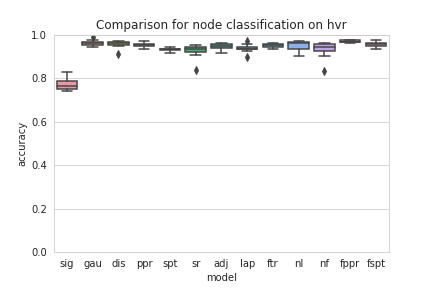 Comparison for node classification on hvr
1.0
0.8
0.6
0.4
0.2
0.0
accuracy
sig gau dis ppr spt sr adj lap ftr nl nf fppr fspt
model